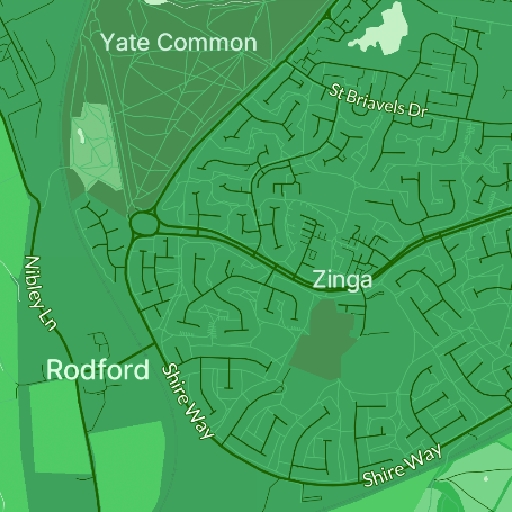 Yate Common
St Briavels Dr
Zinga
Nibley Ln
Rodford
Shire Way
Shire Way